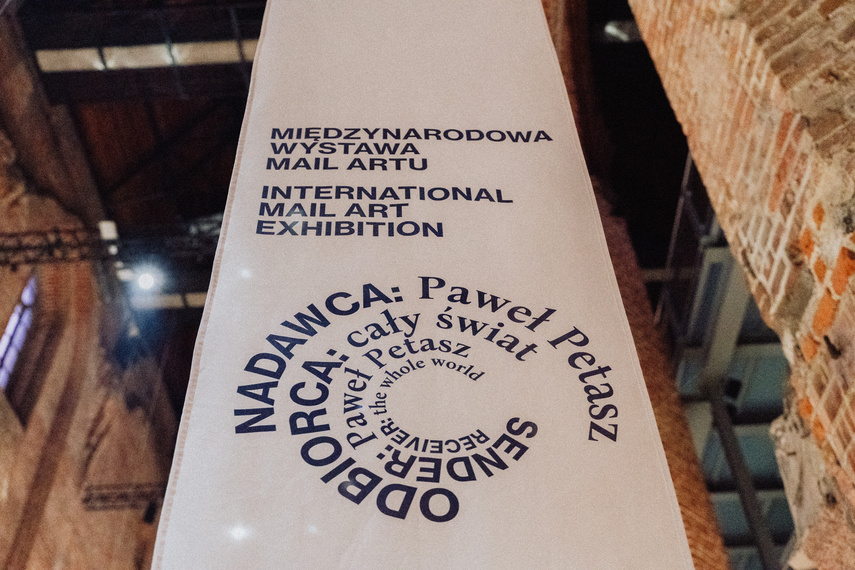 MIĘDZYNARODOWA
WYSTAWA
MAIL ARTU
INTERNATIONAL
MAIL ART
EXHIBITION
NADAWCA: Paweł Petasz
ODBIORCA: cały świat
SENDER: Paweł Petasz
RECEIVER: the whole world